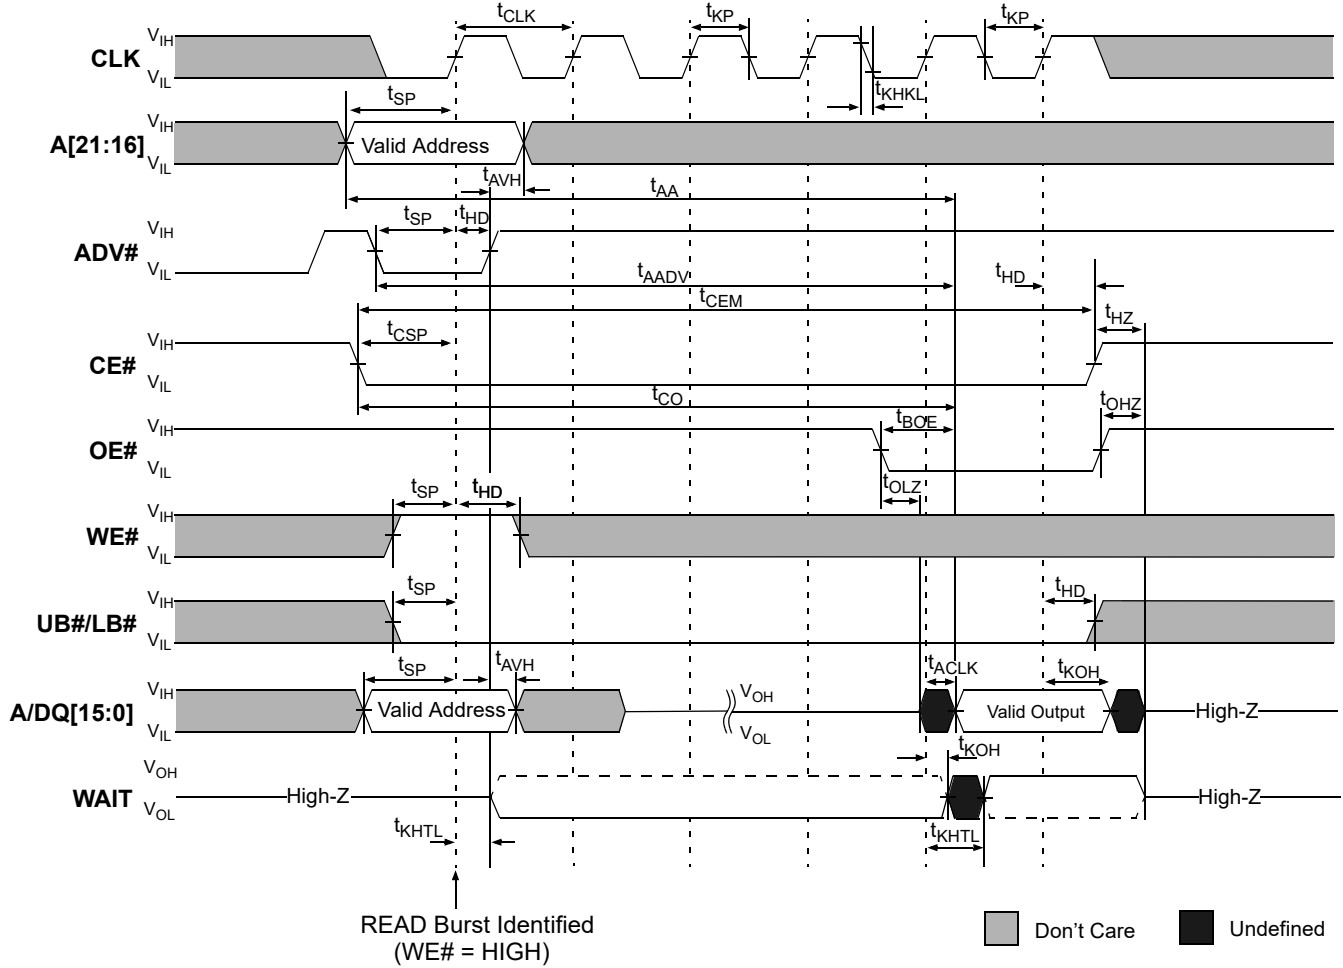 tCLK tKP tKP
CLK VIH VIL
tSP tKHKL
A[21:16] VIH VIL Valid Address
tAVH tAA
tSP tHD
ADV# VIH VIL
tAADV tHD
tCEM tHZ
tCSP
CE# VIH VIL
tCO tOHZ
tBOE
OE# VIH VIL
tOLZ
tSP tHD
WE# VIH VIL
tSP tHD
UB#/LB# VIH VIL
tSP tAVH tACLK tKOH
A/DQ[15:0] VIH VIL Valid Address VOH VOL Valid Output High-Z
tKOH
WAIT VOH VOL High-Z High-Z
tKHTL tKHTL
READ Burst Identified
(WE# = HIGH)
Don't Care Undefined